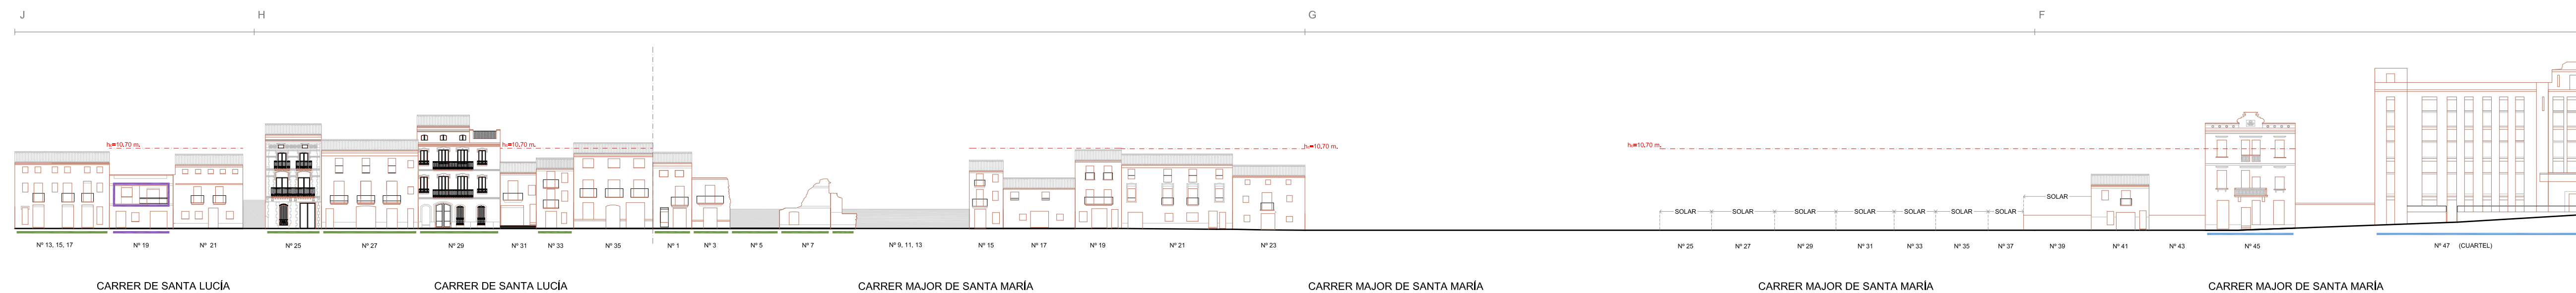 J H G F
h=10,70 m. h=10,70 m. h=10,70 m. h=10,70 m.
SOLAR
SOLAR SOLAR SOLAR SOLAR SOLAR SOLAR SOLAR
Nº 13, 15, 17 Nº 19 Nº 21 Nº 25 Nº 27 Nº 29 Nº 31 Nº 33 Nº 35 Nº 1 Nº 3 Nº 5 Nº 7 Nº 9, 11, 13 Nº 15 Nº 17 Nº 19 Nº 21 Nº 23 Nº 25 Nº 27 Nº 29 Nº 31 Nº 33 Nº 35 Nº 37 Nº 39 Nº 41 Nº 43 Nº 45 Nº 47 (CUARTEL)
CARRER DE SANTA LUCÍA CARRER DE SANTA LUCÍA CARRER MAJOR DE SANTA MARÍA CARRER MAJOR DE SANTA MARÍA CARRER MAJOR DE SANTA MARÍA CARRER MAJOR DE SANTA MARÍA